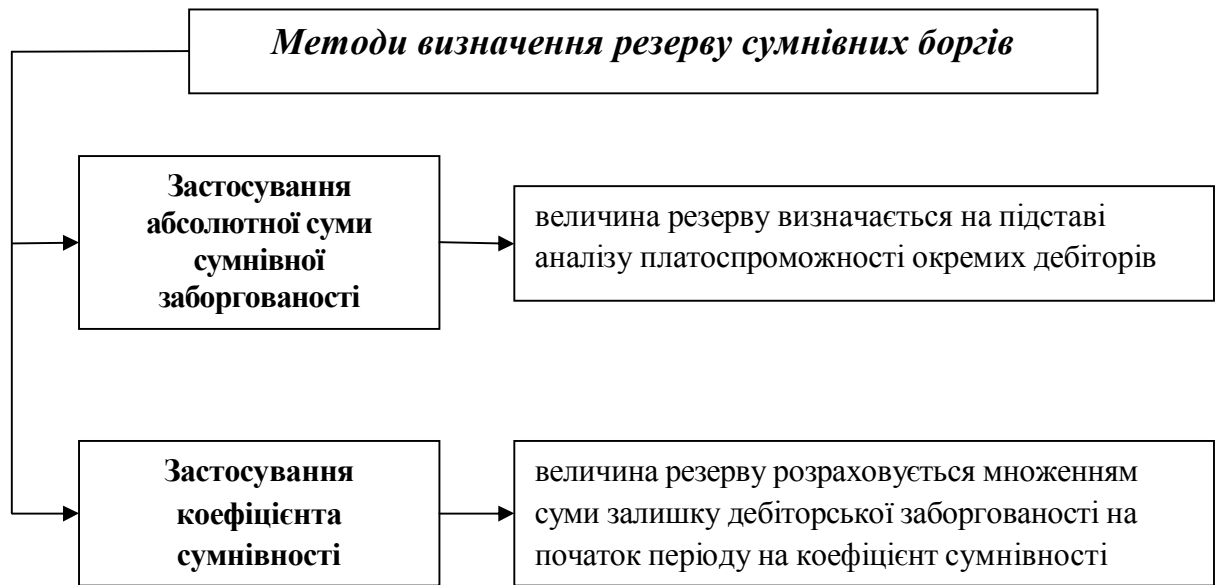 Методи визначення резерву сумнівних боргів
Застосування
абсолютної суми
сумнівної
заборгованості
величина резерву визначається на підставі
аналізу платоспроможності окремих дебіторів
Застосування
коефіцієнта
сумнівності
величина резерву розраховується множенням
суми залишку дебіторської заборгованості на
початок періоду на коефіцієнт сумнівності